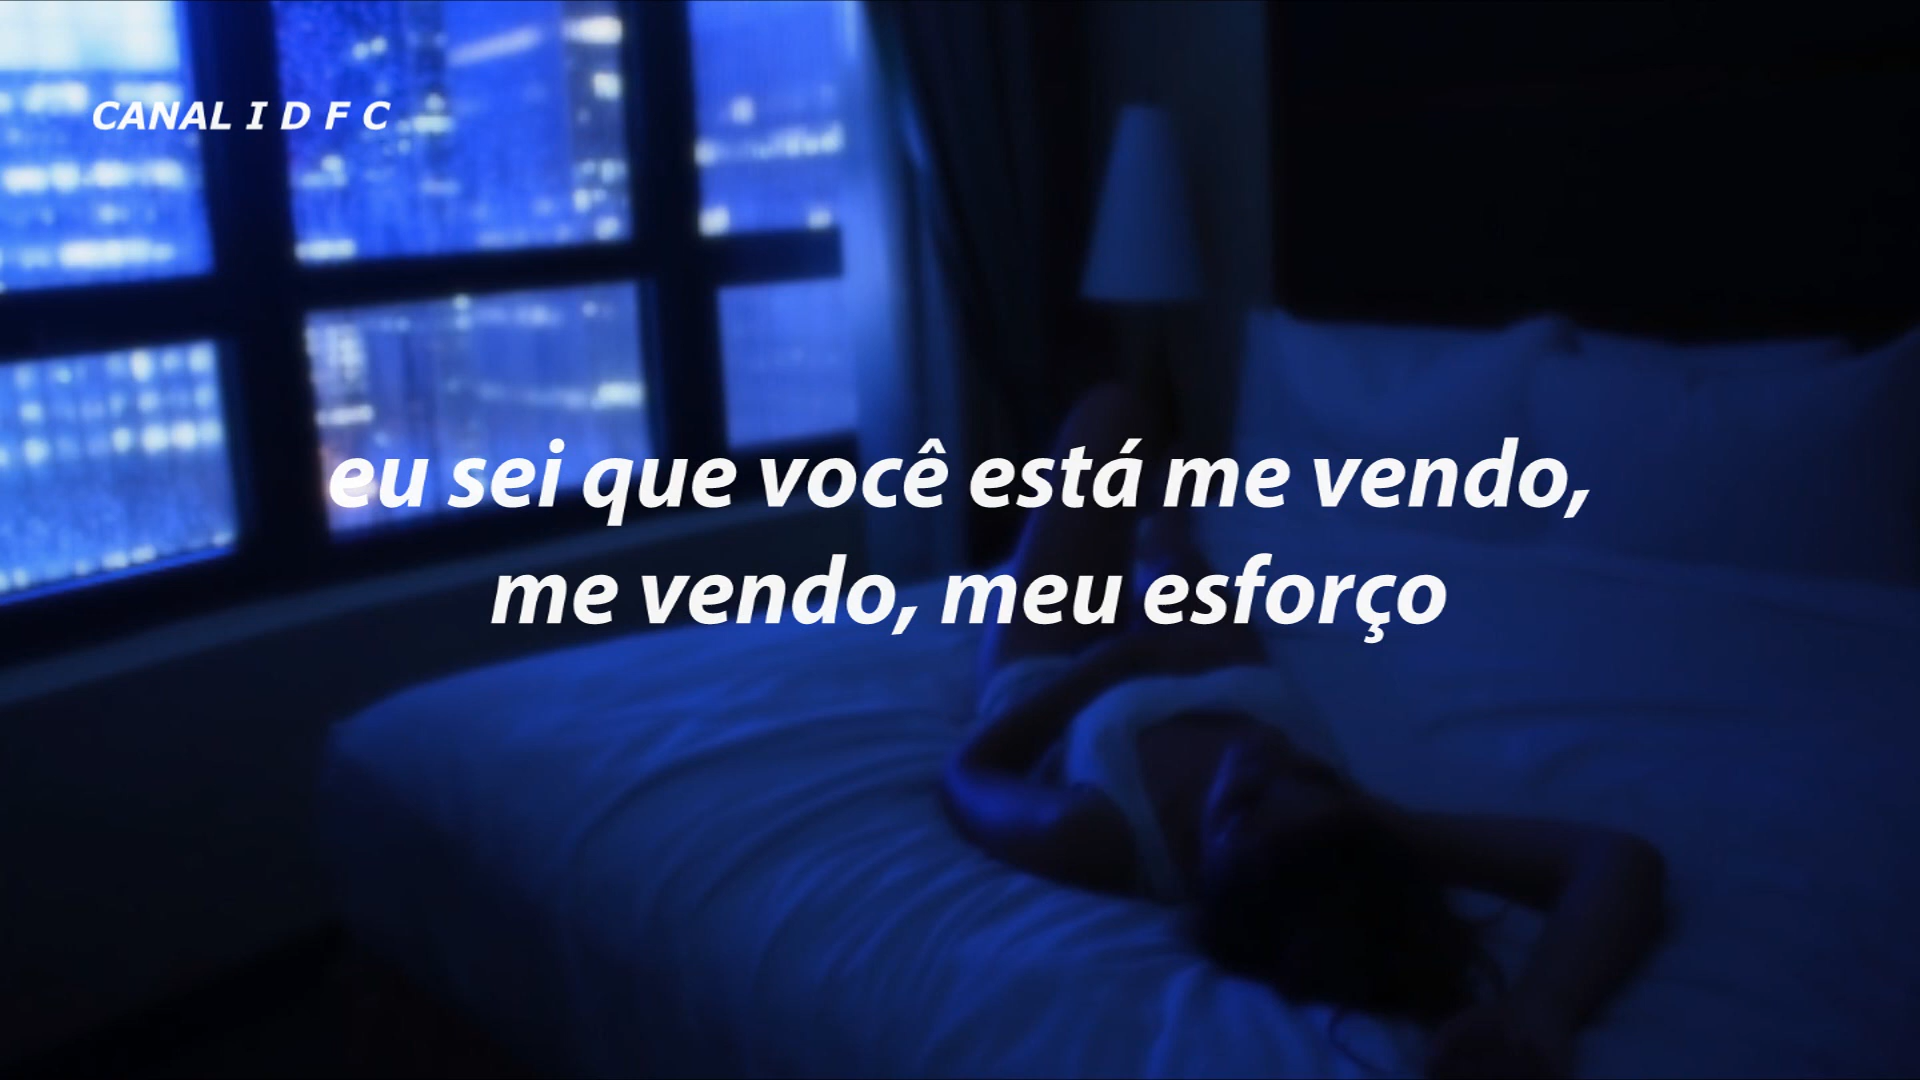 CANAL I D F C
eu sei que você está me vendo,
me vendo, meu esforço